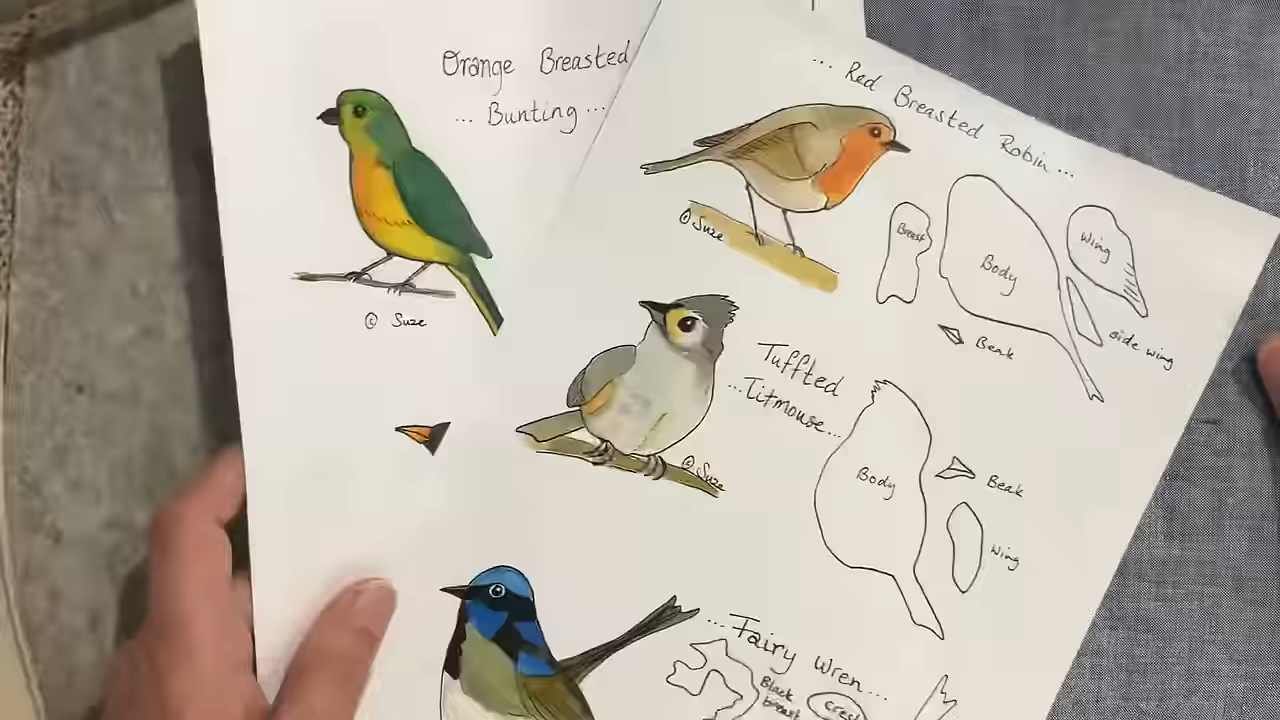 Orange Breasted
... Bunting ...
© Suze
... Red Breasted Robin ...
© Suze
Breast
Body
Wing
Beak
side wing
Tuffted
... Titmouse ...
© Suze
Body
Beak
Wing
... Fairy Wren ...
Black
breast
Crest